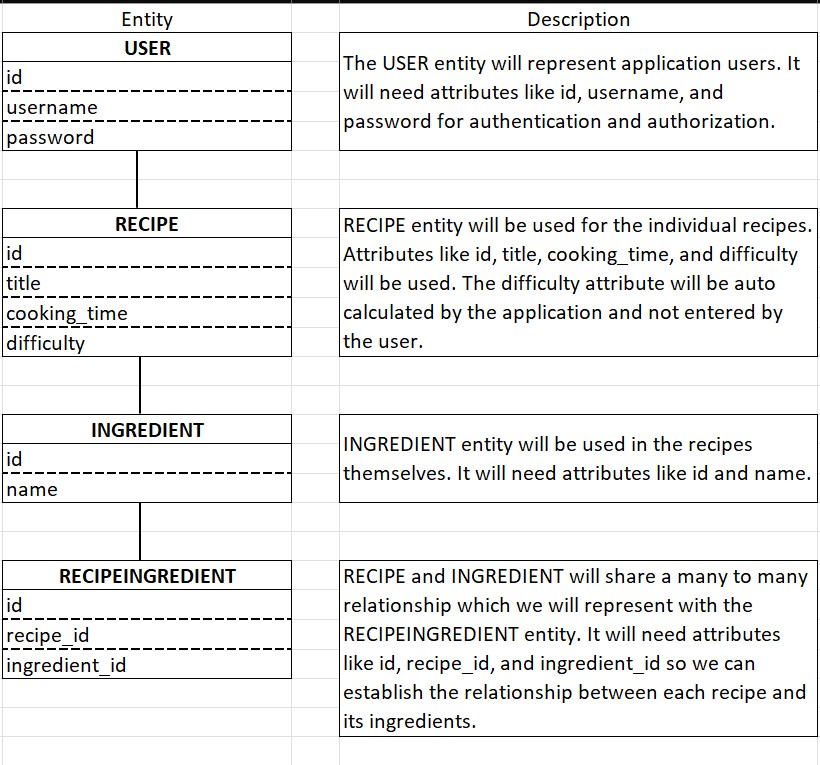 Entity
Description
USER
id
username
password
The USER entity will represent application users. It
will need attributes like id, username, and
password for authentication and authorization.
RECIPE
id
title
cooking_time
difficulty
RECIPE entity will be used for the individual recipes.
Attributes like id, title, cooking_time, and difficulty
will be used. The difficulty attribute will be auto
calculated by the application and not entered by
the user.
INGREDIENT
id
name
INGREDIENT entity will be used in the recipes
themselves. It will need attributes like id and name.
RECIPEINGREDIENT
id
recipe_id
ingredient_id
RECIPE and INGREDIENT will share a many to many
relationship which we will represent with the
RECIPEINGREDIENT entity. It will need attributes
like id, recipe_id, and ingredient_id so we can
establish the relationship between each recipe and
its ingredients.